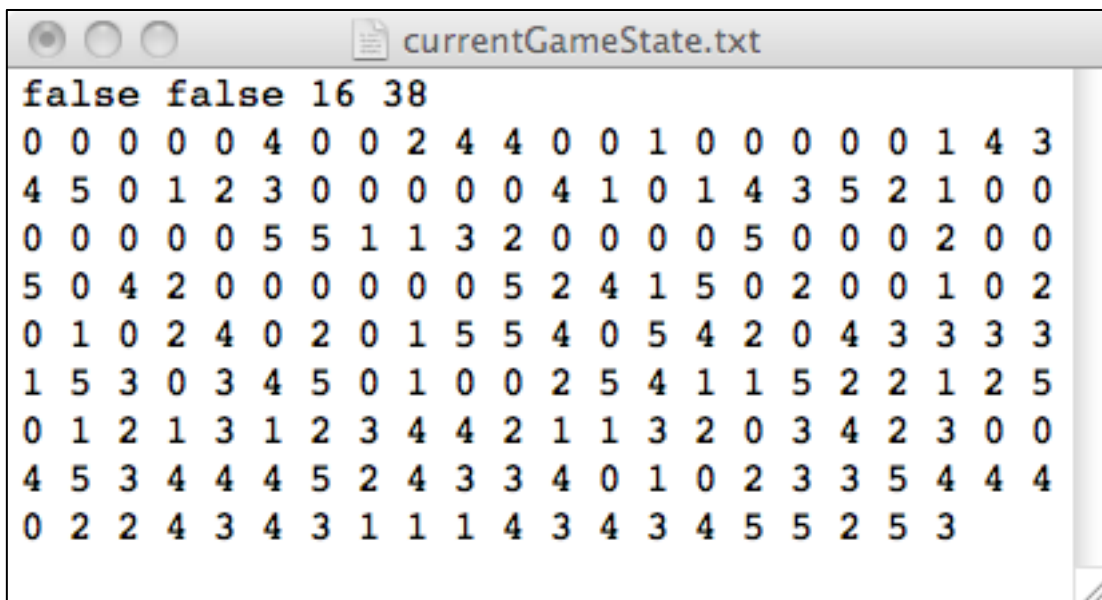 currentGameState.txt
false false 16 38
0 0 0 0 0 4 0 0 2 4 4 0 0 1 0 0 0 0 0 1 4 3
4 5 0 1 2 3 0 0 0 0 0 4 1 0 1 4 3 5 2 1 0 0
0 0 0 0 0 5 5 1 1 3 2 0 0 0 0 5 0 0 0 2 0 0
5 0 4 2 0 0 0 0 0 0 5 2 4 1 5 0 2 0 0 1 0 2
0 1 0 2 4 0 2 0 1 5 5 4 0 5 4 2 0 4 3 3 3 3
1 5 3 0 3 4 5 0 1 0 0 2 5 4 1 1 5 2 2 1 2 5
0 1 2 1 3 1 2 3 4 4 2 1 1 3 2 0 3 4 2 3 0 0
4 5 3 4 4 4 5 2 4 3 3 4 0 1 0 2 3 3 5 4 4 4
0 2 2 4 3 4 3 1 1 1 4 3 4 3 4 5 5 2 5 3